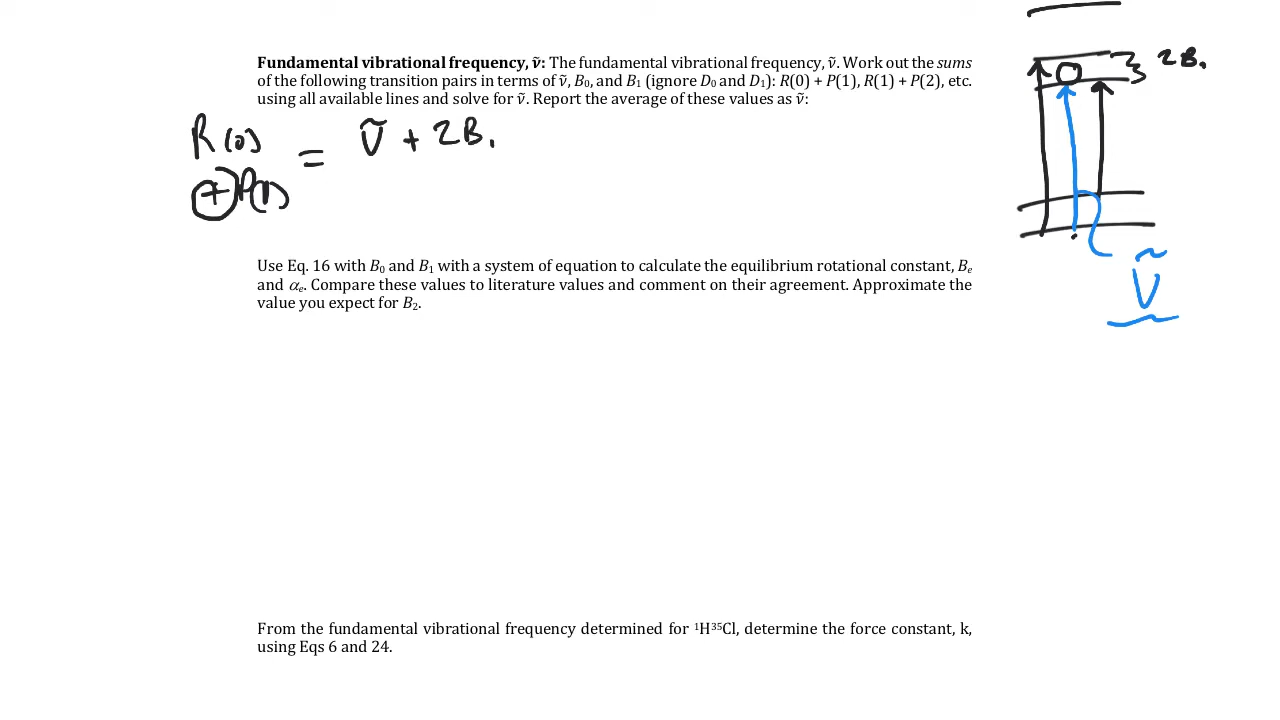 Fundamental vibrational frequency, ṽ: The fundamental vibrational frequency, ṽ. Work out the sums
of the following transition pairs in terms of ṽ, B₀, and B₁ (ignore D₀ and D₁): R(0) + P(1), R(1) + P(2), etc.
using all available lines and solve for ṽ. Report the average of these values as ṽ:
R(0)
+ P(1)
= ṽ + 2B₁
2B₁
ṽ
Use Eq. 16 with B₀ and B₁ with a system of equation to calculate the equilibrium rotational constant, Bₑ
and αₑ. Compare these values to literature values and comment on their agreement. Approximate the
value you expect for B₂.
From the fundamental vibrational frequency determined for ¹H³⁵Cl, determine the force constant, k,
using Eqs 6 and 24.